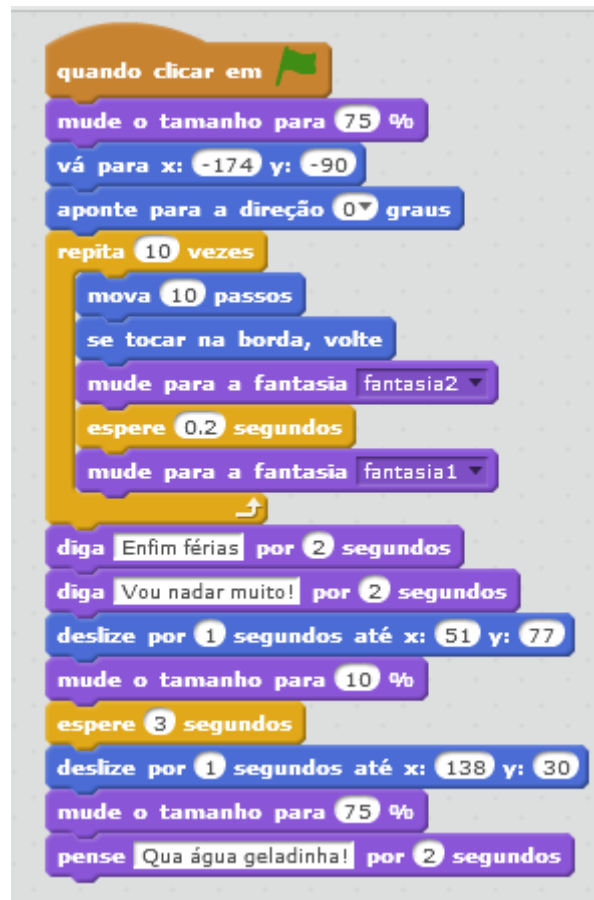 quando clicar em
mude o tamanho para 75 %
vá para x: -174 y: -90
aponte para a direção 0 graus
repita 10 vezes
mova 10 passos
se tocar na borda, volte
mude para a fantasia fantasia2
espere 0.2 segundos
mude para a fantasia fantasia1
diga Enfim férias por 2 segundos
diga Vou nadar muito! por 2 segundos
deslize por 1 segundos até x: 51 y: 77
mude o tamanho para 10 %
espere 3 segundos
deslize por 1 segundos até x: 138 y: 30
mude o tamanho para 75 %
pense Qua água geladinha! por 2 segundos